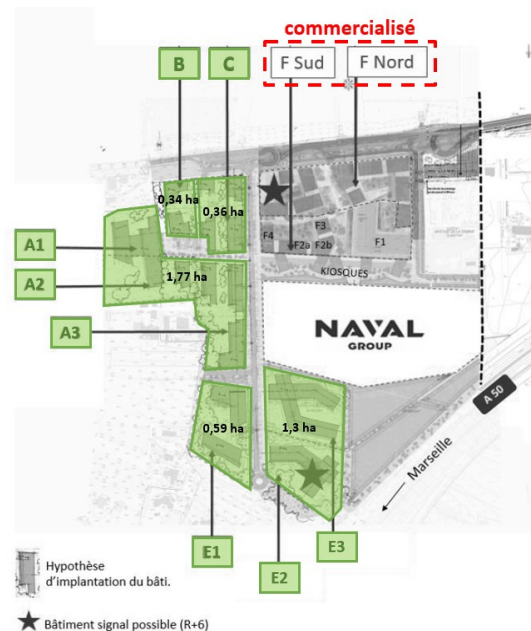 commercialisé
B
C
F Sud
F Nord
0,34 ha
0,36 ha
A1
A2
1,77 ha
A3
F3
F4
F2a
F2b
F1
KIOSQUES
NAVAL
GROUP
A 50
Marseille
0,59 ha
1,3 ha
E1
E2
E3
Hypothèse
d'implantation du bâti.
Bâtiment signal possible (R+6)